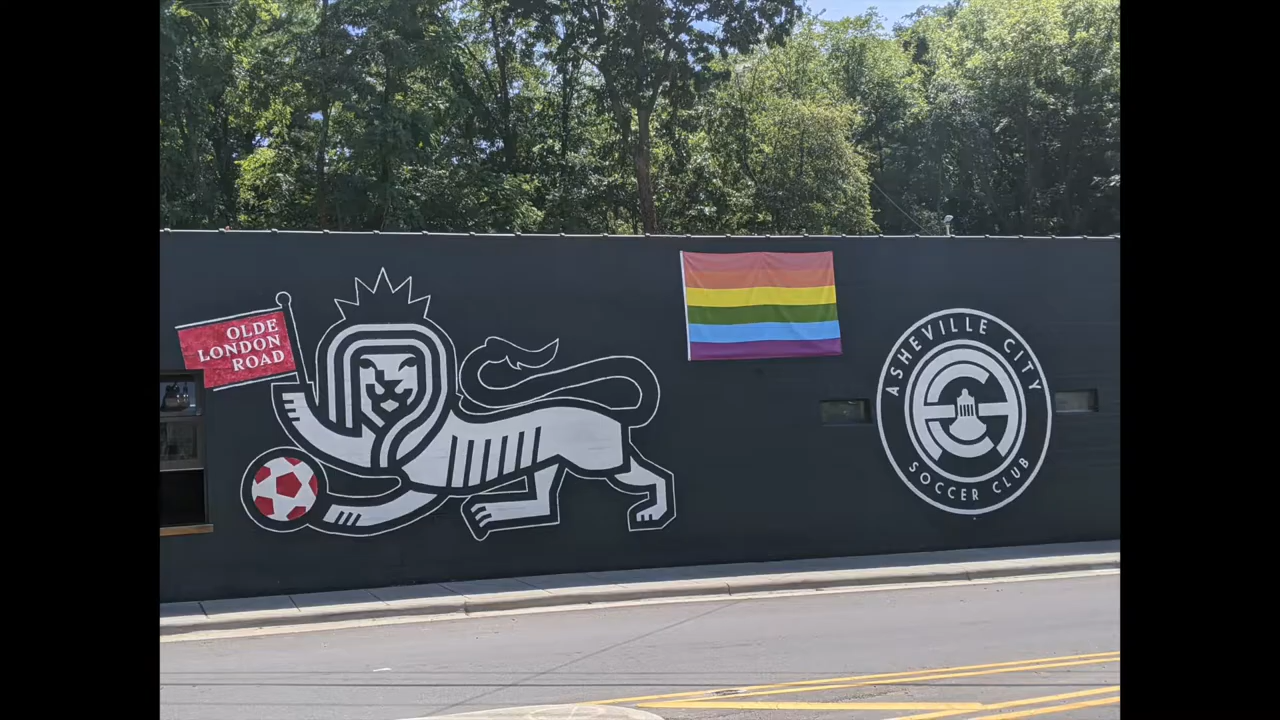 OLDE
LONDON
ROAD
ASHEVILLE CITY
SOCCER CLUB